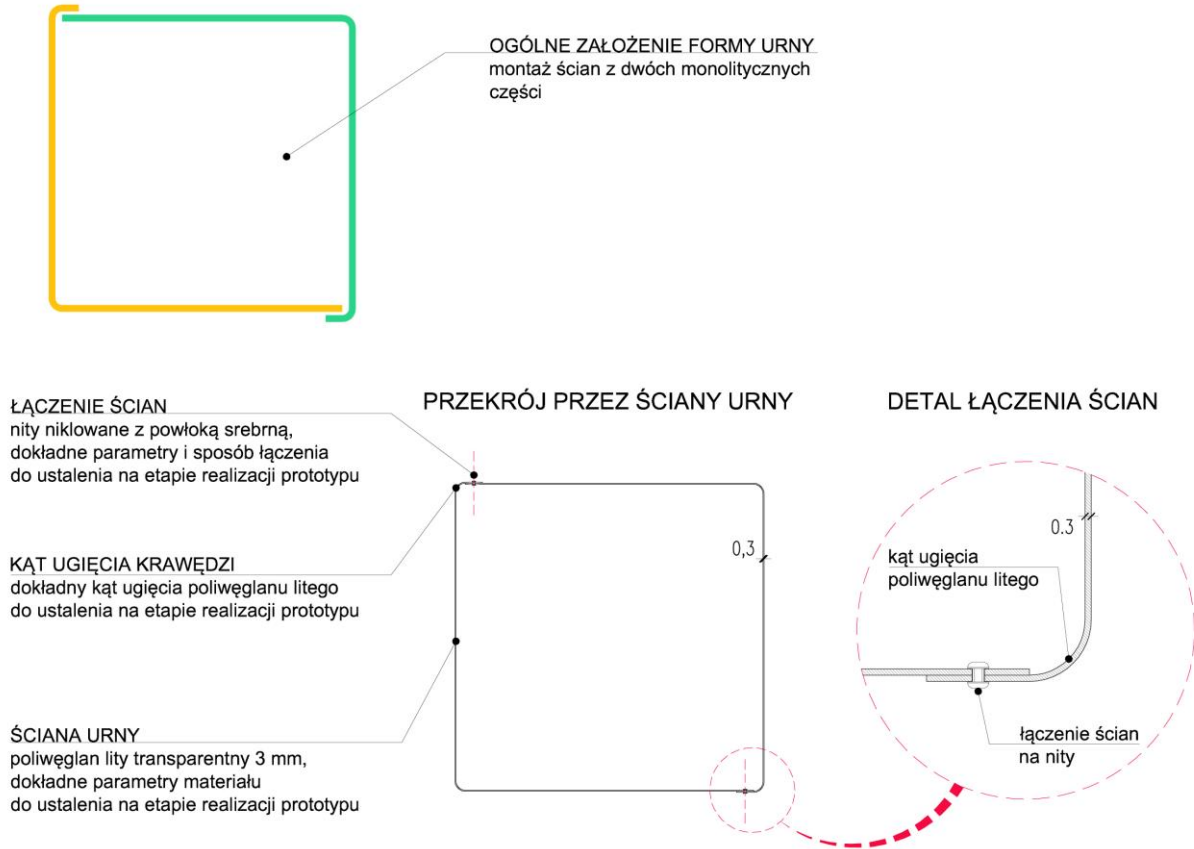 OGÓLNE ZAŁOŻENIE FORMY URNY
montaż ścian z dwóch monolitycznych
części
ŁĄCZENIE ŚCIAN
nity niklowane z powłoką srebrną,
dokładne parametry i sposób łączenia
do ustalenia na etapie realizacji prototypu
KĄT UGIĘCIA KRAWĘDZI
dokładny kąt ugięcia poliwęglanu litego
do ustalenia na etapie realizacji prototypu
ŚCIANA URNY
poliwęglan lity transparentny 3 mm,
dokładne parametry materiału
do ustalenia na etapie realizacji prototypu
PRZEKRÓJ PRZEZ ŚCIANY URNY
0,3
DETAL ŁĄCZENIA ŚCIAN
0.3
kąt ugięcia
poliwęglanu litego
łączenie ścian
na nity